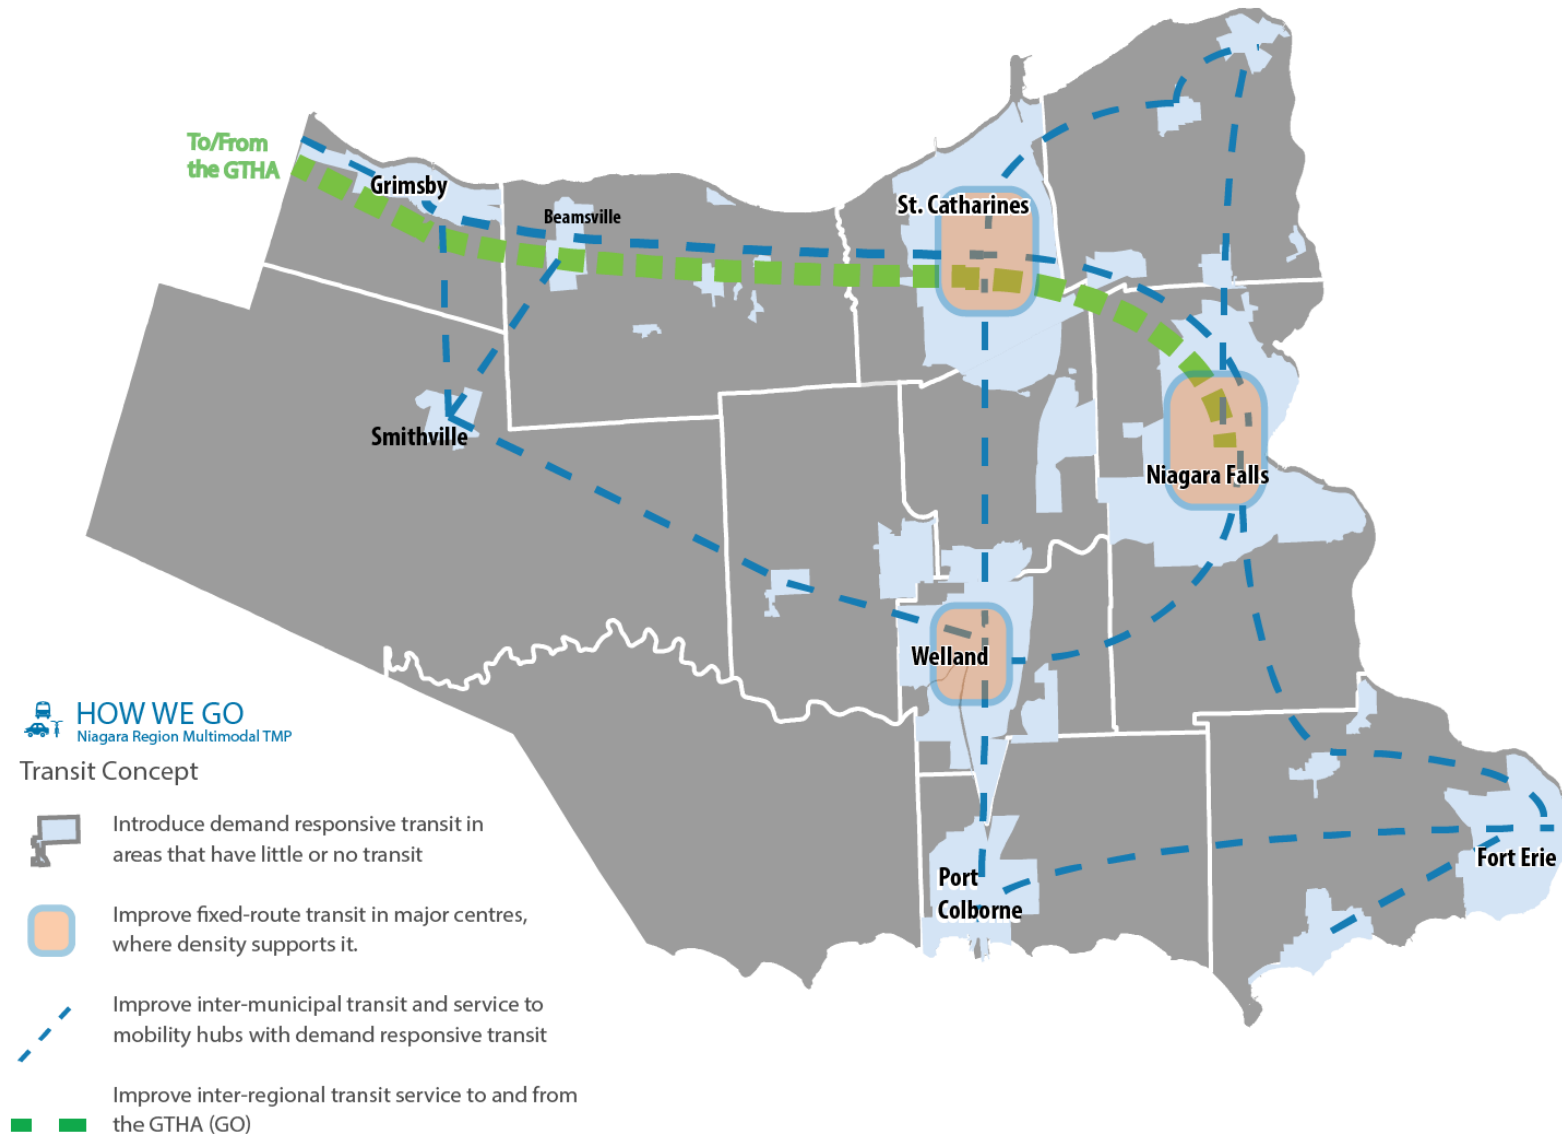 To/From
the GTHA
Grimsby
Beamsville
St. Catharines
Smithville
Niagara Falls
Welland
Port
Colborne
Fort Erie
HOW WE GO
Niagara Region Multimodal TMP
Transit Concept
Introduce demand responsive transit in
areas that have little or no transit
Improve fixed-route transit in major centres,
where density supports it.
Improve inter-municipal transit and service to
mobility hubs with demand responsive transit
Improve inter-regional transit service to and from
the GTHA (GO)